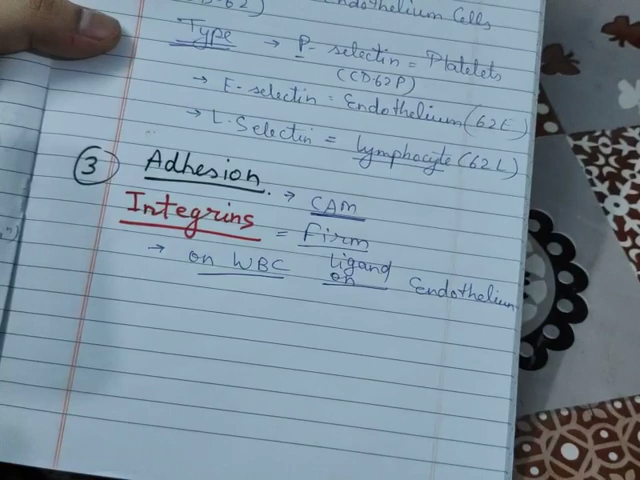 D-62) Endothelium Cells
Type → P- selectin = Platelets
(CD62P)
→ E- selectin = Endothelium (62E)
→ L- Selectin = lymphocyte (62L)
③ Adhesion. → CAM
Integrins = Firm
→ on WBC ligand on Endothelium